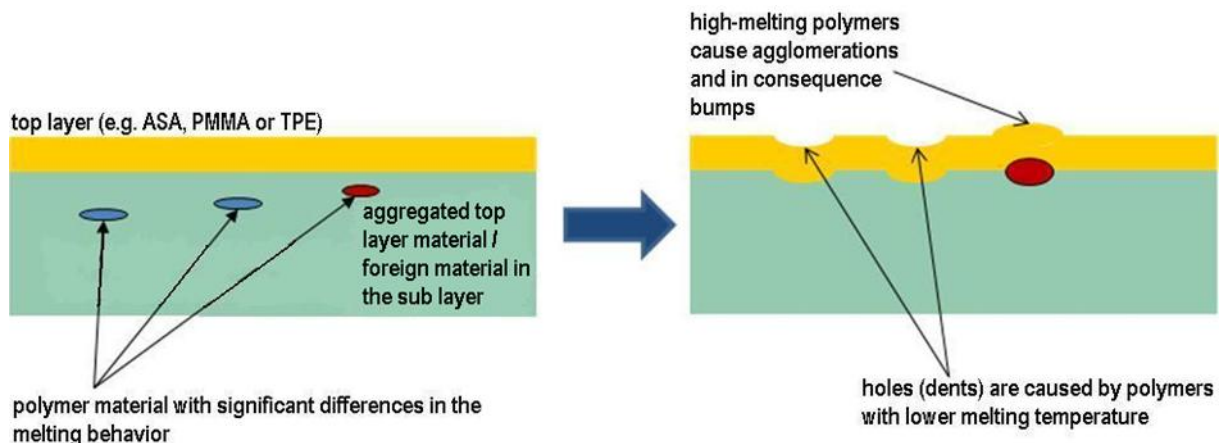 top layer (e.g. ASA, PMMA or TPE)
aggregated top
layer material /
foreign material in
the sub layer
polymer material with significant differences in the
melting behavior
high-melting polymers
cause agglomerations
and in consequence
bumps
holes (dents) are caused by polymers
with lower melting temperature